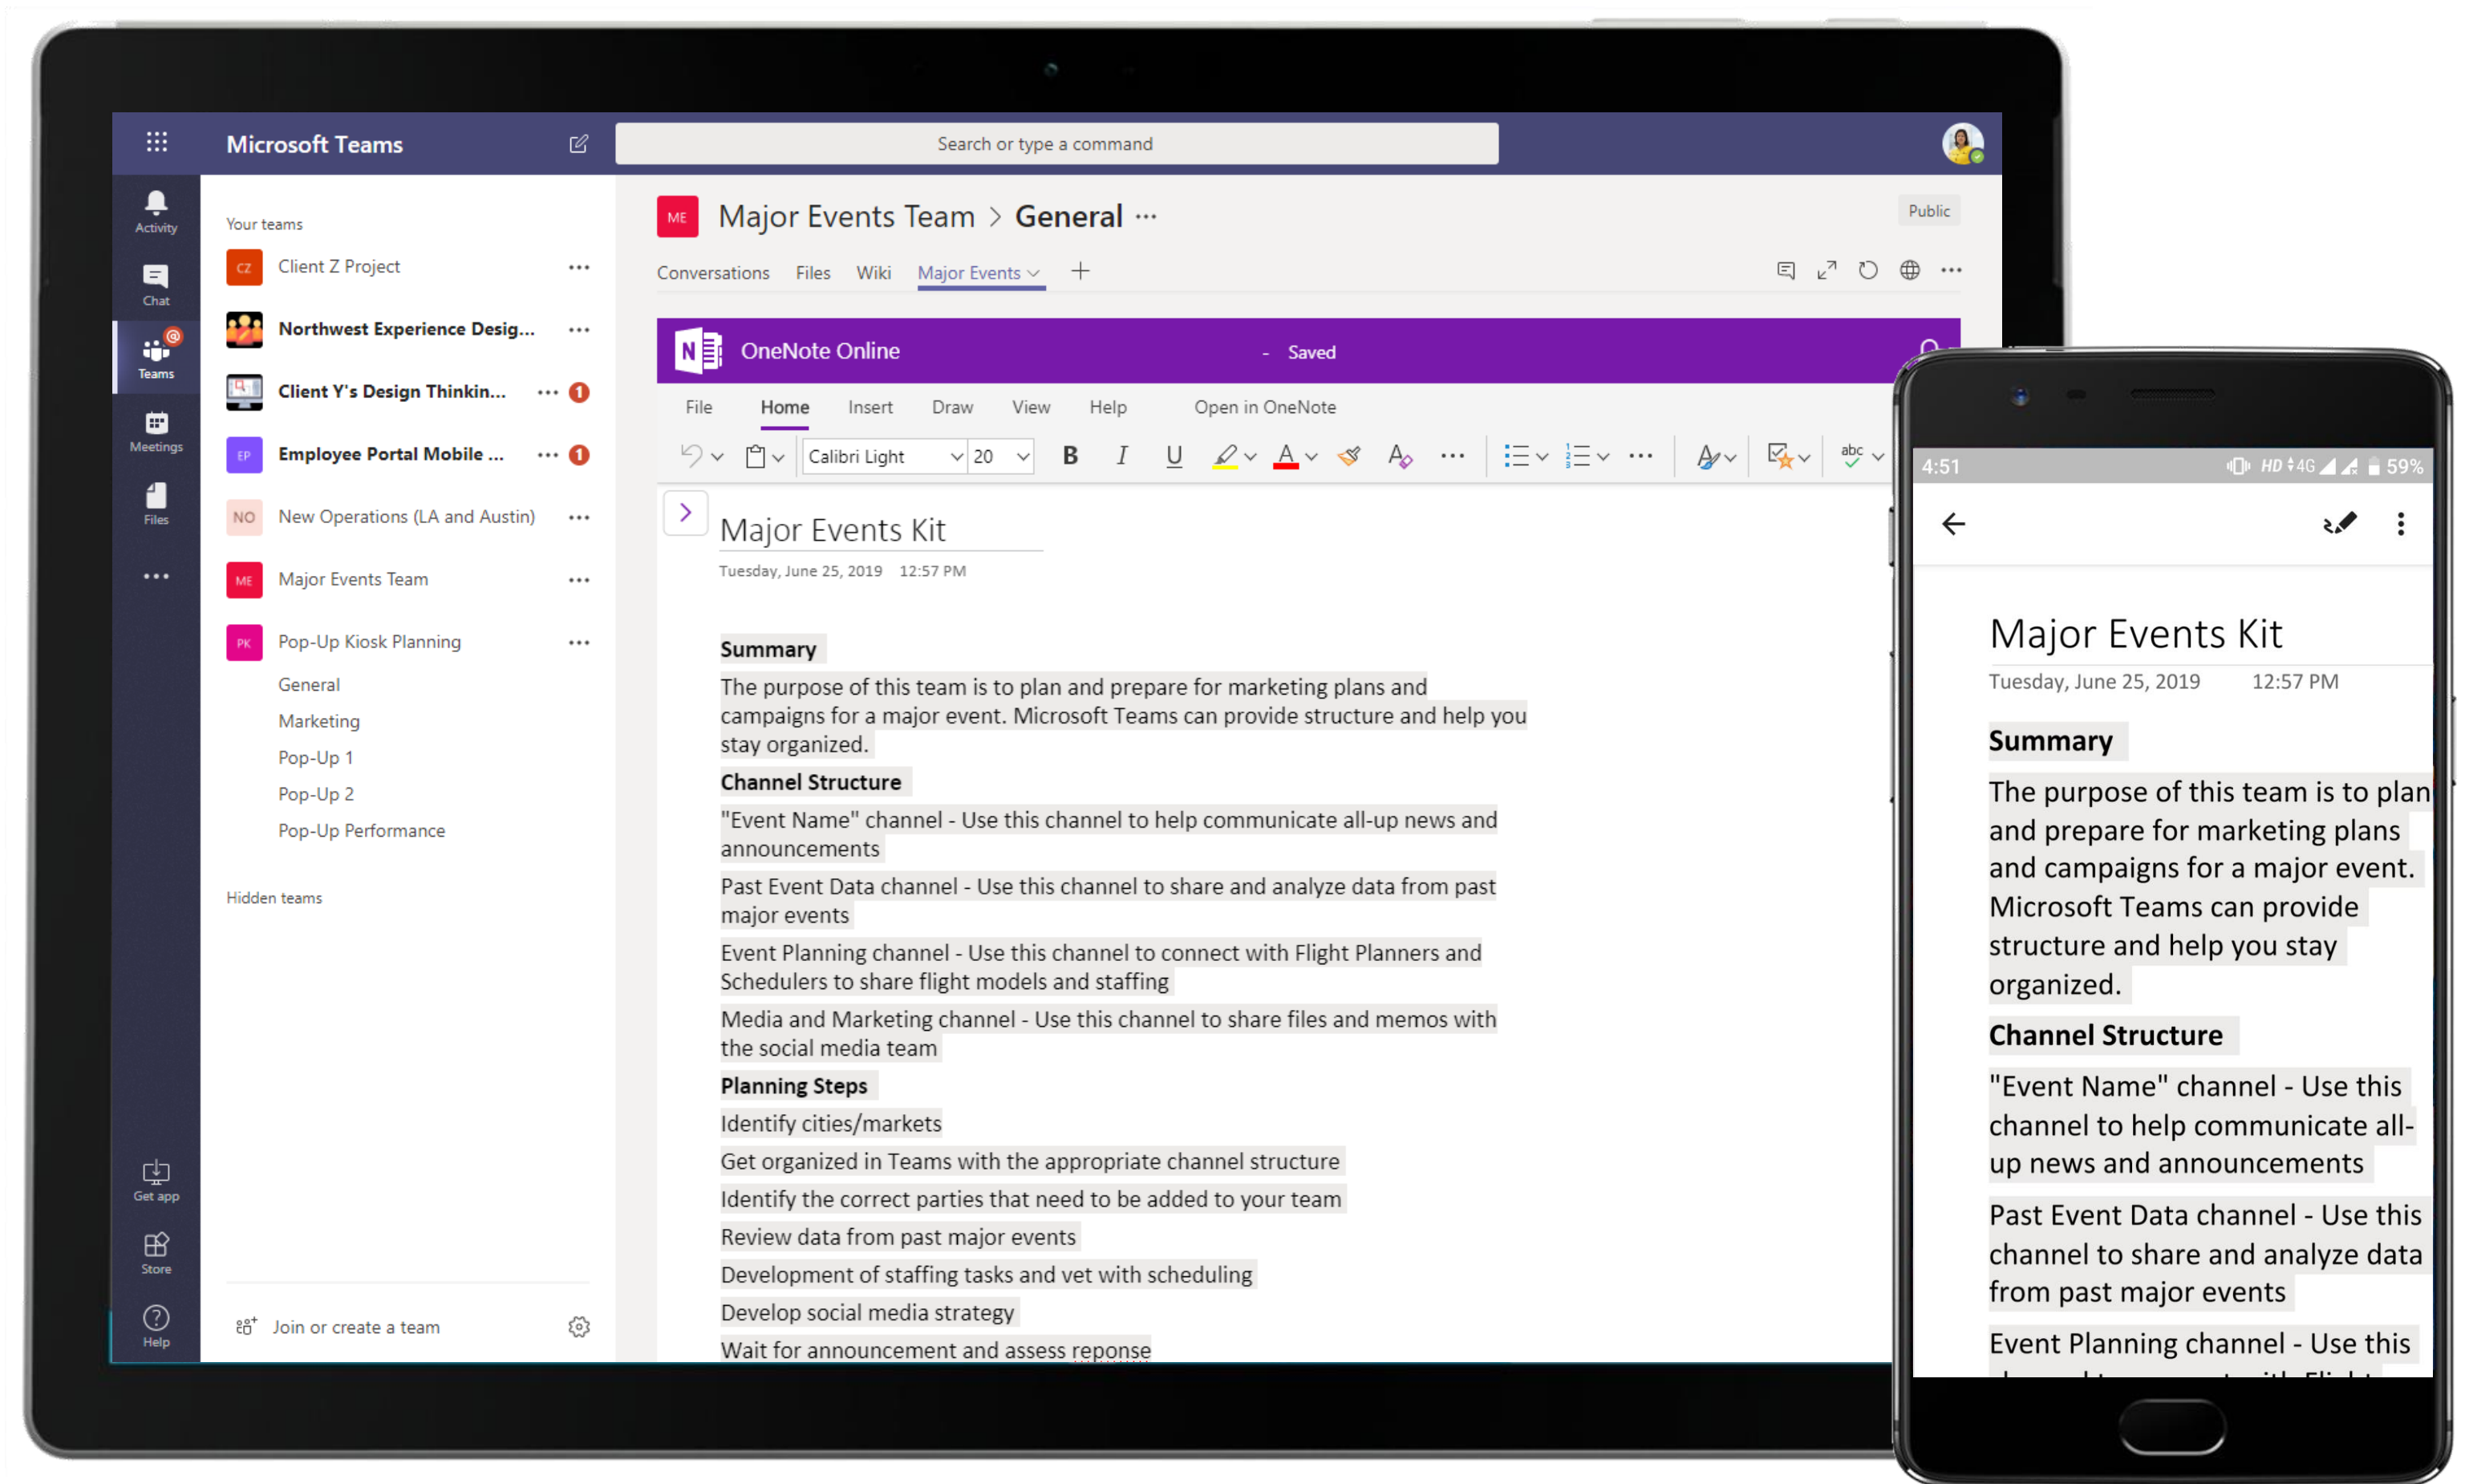 Microsoft Teams
Search or type a command
Activity
Chat
Teams
Meetings
Files
Get app
Store
Help
Your teams
CZ Client Z Project
Northwest Experience Desig...
Client Y's Design Thinkin... 1
EP Employee Portal Mobile ... 1
NO New Operations (LA and Austin)
ME Major Events Team
PK Pop-Up Kiosk Planning
General
Marketing
Pop-Up 1
Pop-Up 2
Pop-Up Performance
Hidden teams
Join or create a team
ME Major Events Team > General ...
Public
Conversations Files Wiki Major Events +
N OneNote Online - Saved
File Home Insert Draw View Help Open in OneNote
Calibri Light 20 B I U A A abc
Major Events Kit
Tuesday, June 25, 2019 12:57 PM
Summary
The purpose of this team is to plan and prepare for marketing plans and
campaigns for a major event. Microsoft Teams can provide structure and help you
stay organized.
Channel Structure
"Event Name" channel - Use this channel to help communicate all-up news and
announcements
Past Event Data channel - Use this channel to share and analyze data from past
major events
Event Planning channel - Use this channel to connect with Flight Planners and
Schedulers to share flight models and staffing
Media and Marketing channel - Use this channel to share files and memos with
the social media team
Planning Steps
Identify cities/markets
Get organized in Teams with the appropriate channel structure
Identify the correct parties that need to be added to your team
Review data from past major events
Development of staffing tasks and vet with scheduling
Develop social media strategy
Wait for announcement and assess reponse
4:51 HD 4G 59%
Major Events Kit
Tuesday, June 25, 2019 12:57 PM
Summary
The purpose of this team is to plan
and prepare for marketing plans
and campaigns for a major event.
Microsoft Teams can provide
structure and help you stay
organized.
Channel Structure
"Event Name" channel - Use this
channel to help communicate all-
up news and announcements
Past Event Data channel - Use this
channel to share and analyze data
from past major events
Event Planning channel - Use this